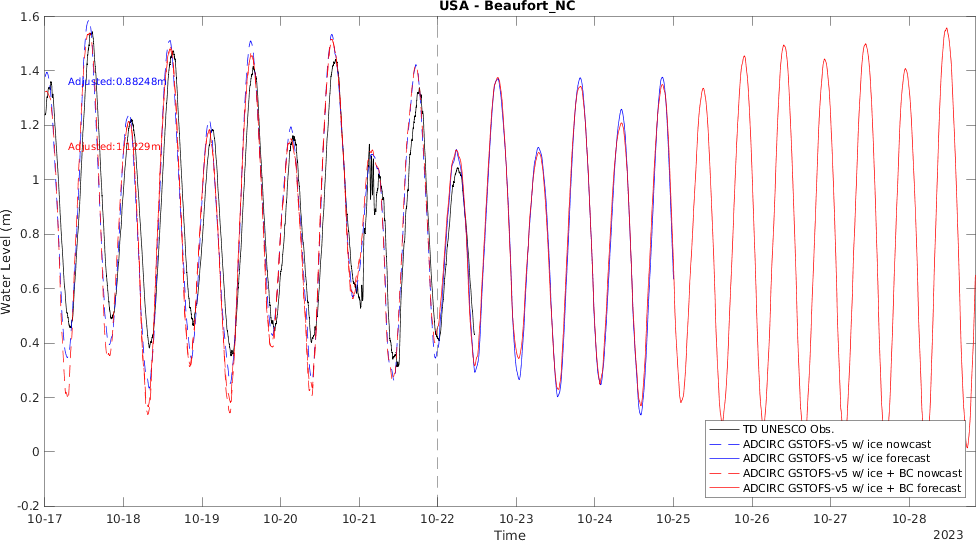 USA - Beaufort_NC
1.6
1.4
1.2
1
0.8
0.6
0.4
0.2
0
-0.2
Water Level (m)
Adjusted:0.88248m
Adjusted:1.1229m
TD UNESCO Obs.
ADCIRC GSTOFS-v5 w/ ice nowcast
ADCIRC GSTOFS-v5 w/ ice forecast
ADCIRC GSTOFS-v5 w/ ice + BC nowcast
ADCIRC GSTOFS-v5 w/ ice + BC forecast
10-17 10-18 10-19 10-20 10-21 10-22 10-23 10-24 10-25 10-26 10-27 10-28
Time
2023